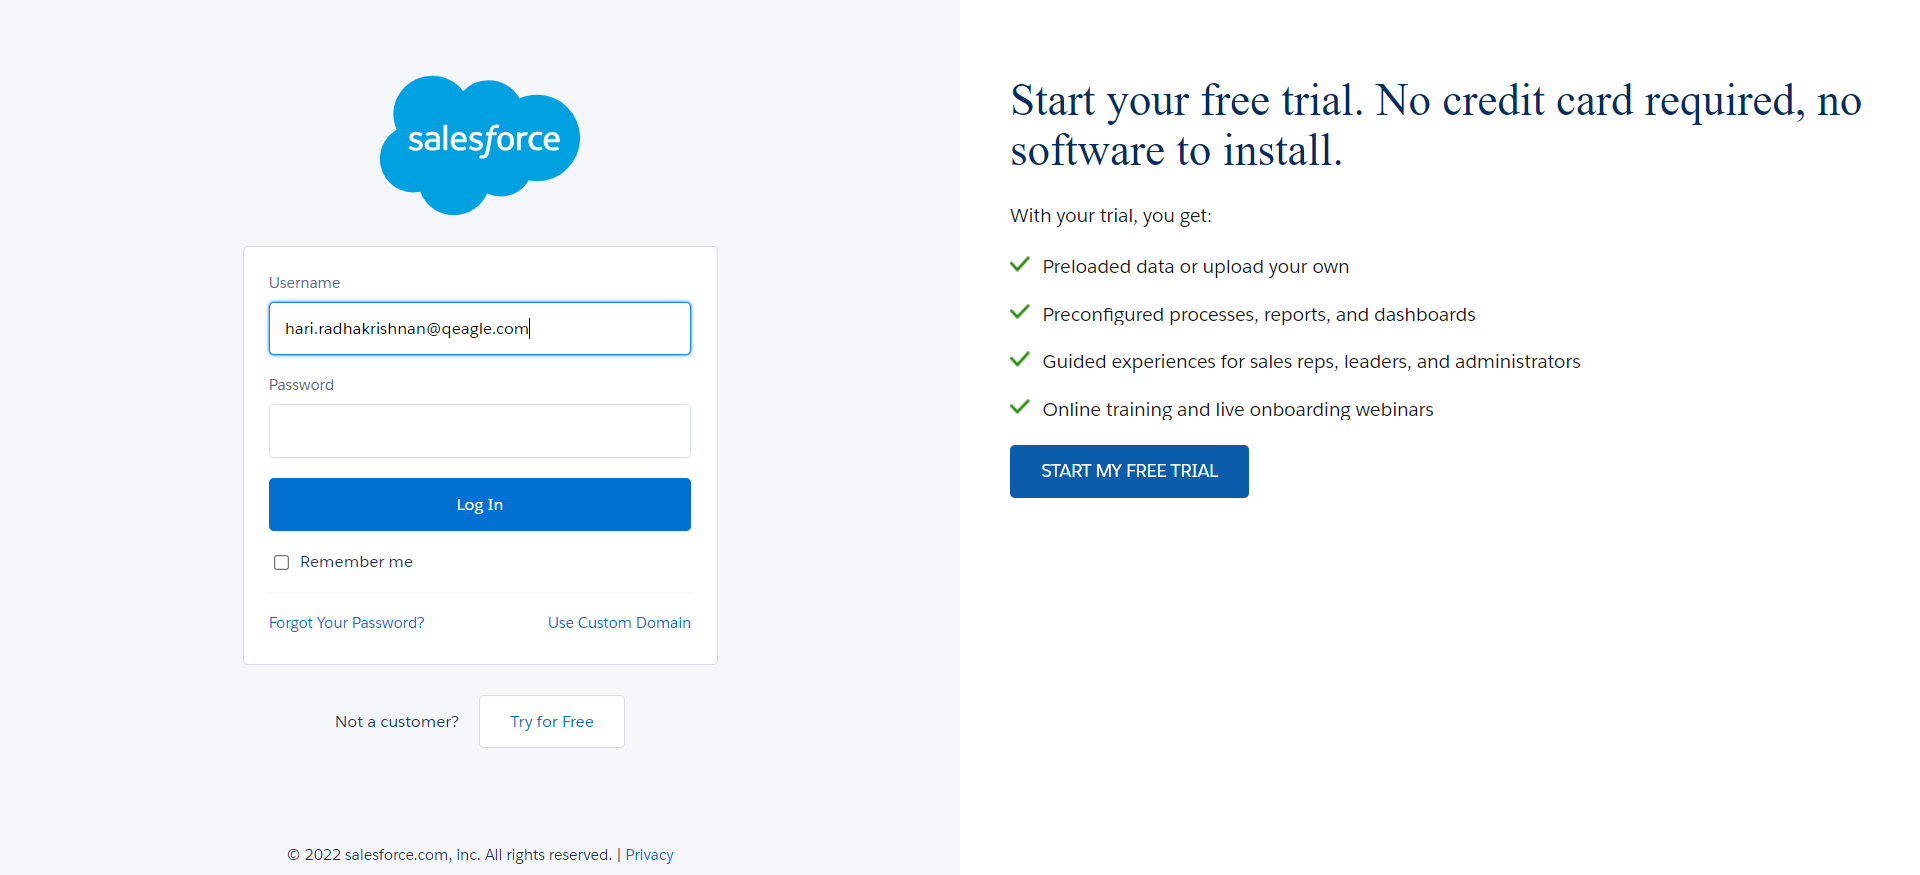 salesforce
Username
hari.radhakrishnan@qeagle.com
Password
Log In
Remember me
Forgot Your Password?
Use Custom Domain
Not a customer?
Try for Free
© 2022 salesforce.com, inc. All rights reserved. | Privacy
Start your free trial. No credit card required, no
software to install.
With your trial, you get:
Preloaded data or upload your own
Preconfigured processes, reports, and dashboards
Guided experiences for sales reps, leaders, and administrators
Online training and live onboarding webinars
START MY FREE TRIAL